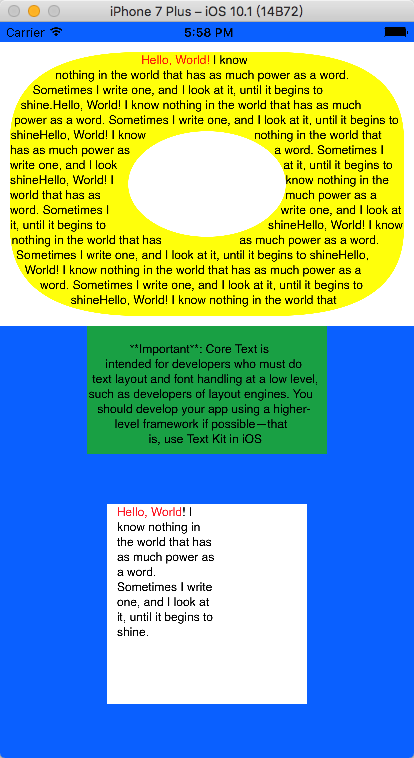 iPhone 7 Plus – iOS 10.1 (14B72)
Carrier 5:58 PM
Hello, World! I know
nothing in the world that has as much power as a word.
Sometimes I write one, and I look at it, until it begins to
shine.Hello, World! I know nothing in the world that has as much
power as a word. Sometimes I write one, and I look at it, until it begins to
shineHello, World! I know nothing in the world that
has as much power as a word. Sometimes I
write one, and I look at it, until it begins to
shineHello, World! I know nothing in the
world that has as much power as a
word. Sometimes I write one, and I look at
it, until it begins to shineHello, World! I know
nothing in the world that has as much power as a word.
Sometimes I write one, and I look at it, until it begins to shineHello,
World! I know nothing in the world that has as much power as a
word. Sometimes I write one, and I look at it, until it begins to
shineHello, World! I know nothing in the world that
**Important**: Core Text is
intended for developers who must do
text layout and font handling at a low level,
such as developers of layout engines. You
should develop your app using a higher-
level framework if possible—that
is, use Text Kit in iOS
Hello, World! I
know nothing in
the world that has
as much power as
a word.
Sometimes I write
one, and I look at
it, until it begins to
shine.